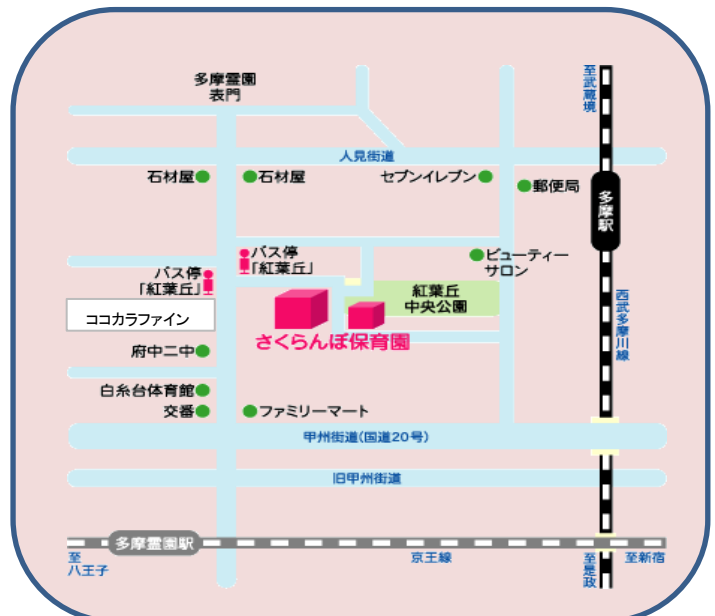 至武蔵境
多摩霊園
表門
人見街道
石材屋
石材屋
セブンイレブン
郵便局
多摩駅
バス停
「紅葉丘」
ビューティー
サロン
バス停
「紅葉丘」
紅葉丘
中央公園
西武多摩川線
ココカラファイン
さくらんぼ保育園
府中二中
白糸台体育館
交番
ファミリーマート
甲州街道(国道20号)
旧甲州街道
多摩霊園駅
至
八王子
京王線
至是政
至新宿